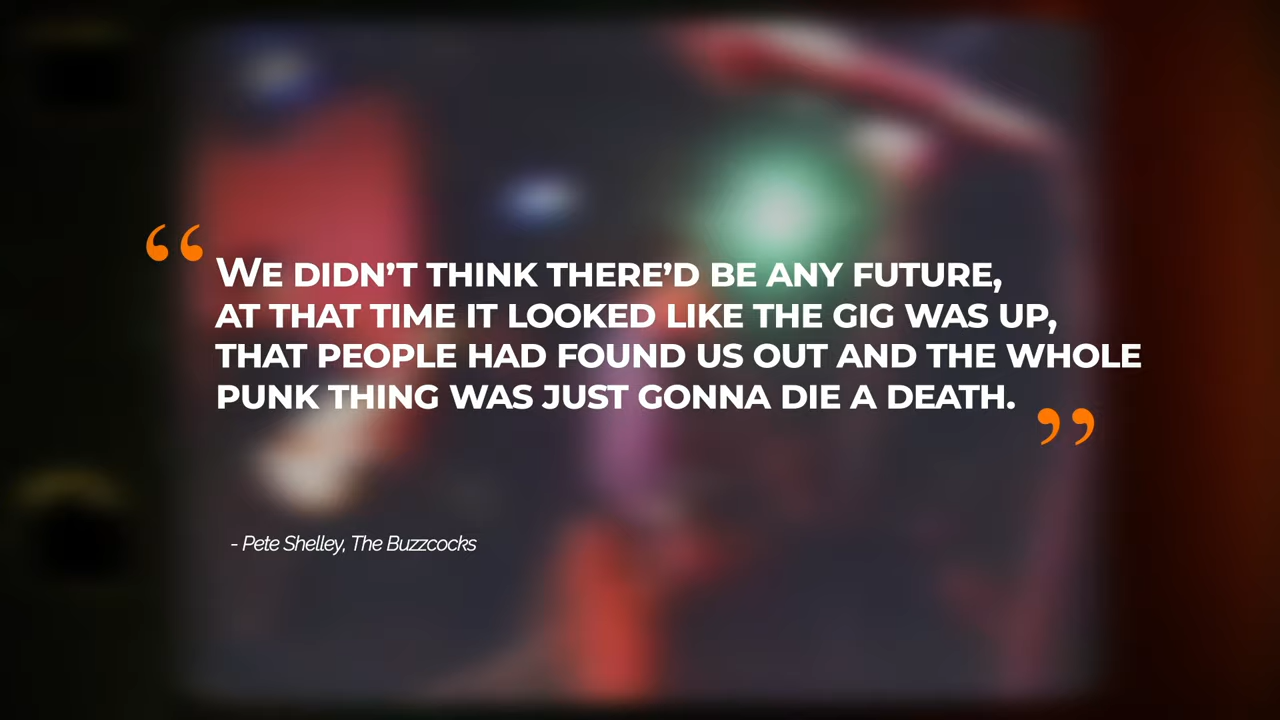 “WE DIDN’T THINK THERE’D BE ANY FUTURE,
AT THAT TIME IT LOOKED LIKE THE GIG WAS UP,
THAT PEOPLE HAD FOUND US OUT AND THE WHOLE
PUNK THING WAS JUST GONNA DIE A DEATH.”
- Pete Shelley, The Buzzcocks